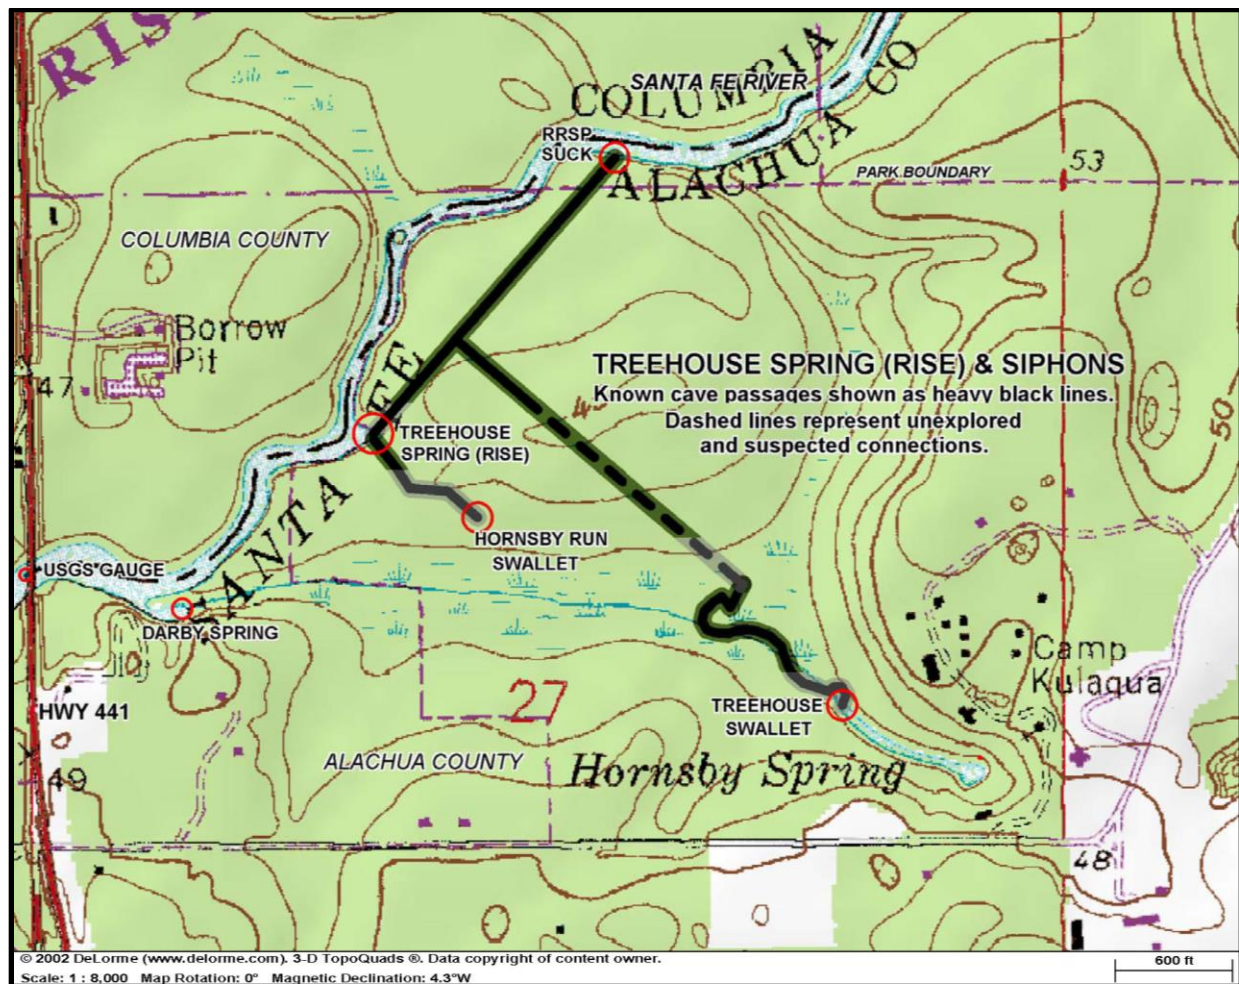 RIS
COLUMBIA
SANTA FE RIVER
ALACHUA CO
RRSP
SUCK
53
PARK BOUNDARY
COLUMBIA COUNTY
Borrow
Pit
47
TREEHOUSE SPRING (RISE) & SIPHONS
Known cave passages shown as heavy black lines.
Dashed lines represent unexplored
and suspected connections.
50
TREEHOUSE
SPRING (RISE)
SANTA FE
HORNSBY RUN
SWALLET
USGS GAUGE
DARBY SPRING
Camp
Kulaqua
HWY 441
27
TREEHOUSE
SWALLET
ALACHUA COUNTY
Hornsby Spring
49
48
© 2002 DeLorme (www.delorme.com). 3-D TopoQuads ®. Data copyright of content owner.
Scale: 1 : 8,000 Map Rotation: 0° Magnetic Declination: 4.3°W
600 ft